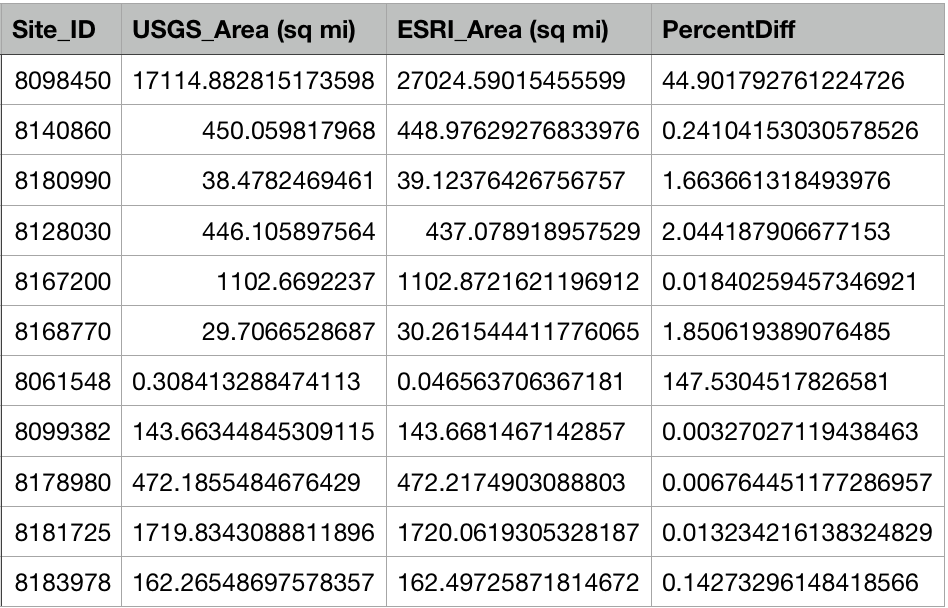 Site_ID USGS_Area (sq mi) ESRI_Area (sq mi) PercentDiff
8098450 17114.882815173598 27024.59015455599 44.901792761224726
8140860 450.059817968 448.97629276833976 0.24104153030578526
8180990 38.4782469461 39.12376426756757 1.663661318493976
8128030 446.105897564 437.078918957529 2.044187906677153
8167200 1102.6692237 1102.8721621196912 0.01840259457346921
8168770 29.7066528687 30.261544411776065 1.850619389076485
8061548 0.308413288474113 0.046563706367181 147.5304517826581
8099382 143.66344845309115 143.6681467142857 0.00327027119438463
8178980 472.1855484676429 472.2174903088803 0.006764451177286957
8181725 1719.8343088811896 1720.0619305328187 0.013234216138324829
8183978 162.26548697578357 162.49725871814672 0.14273296148418566